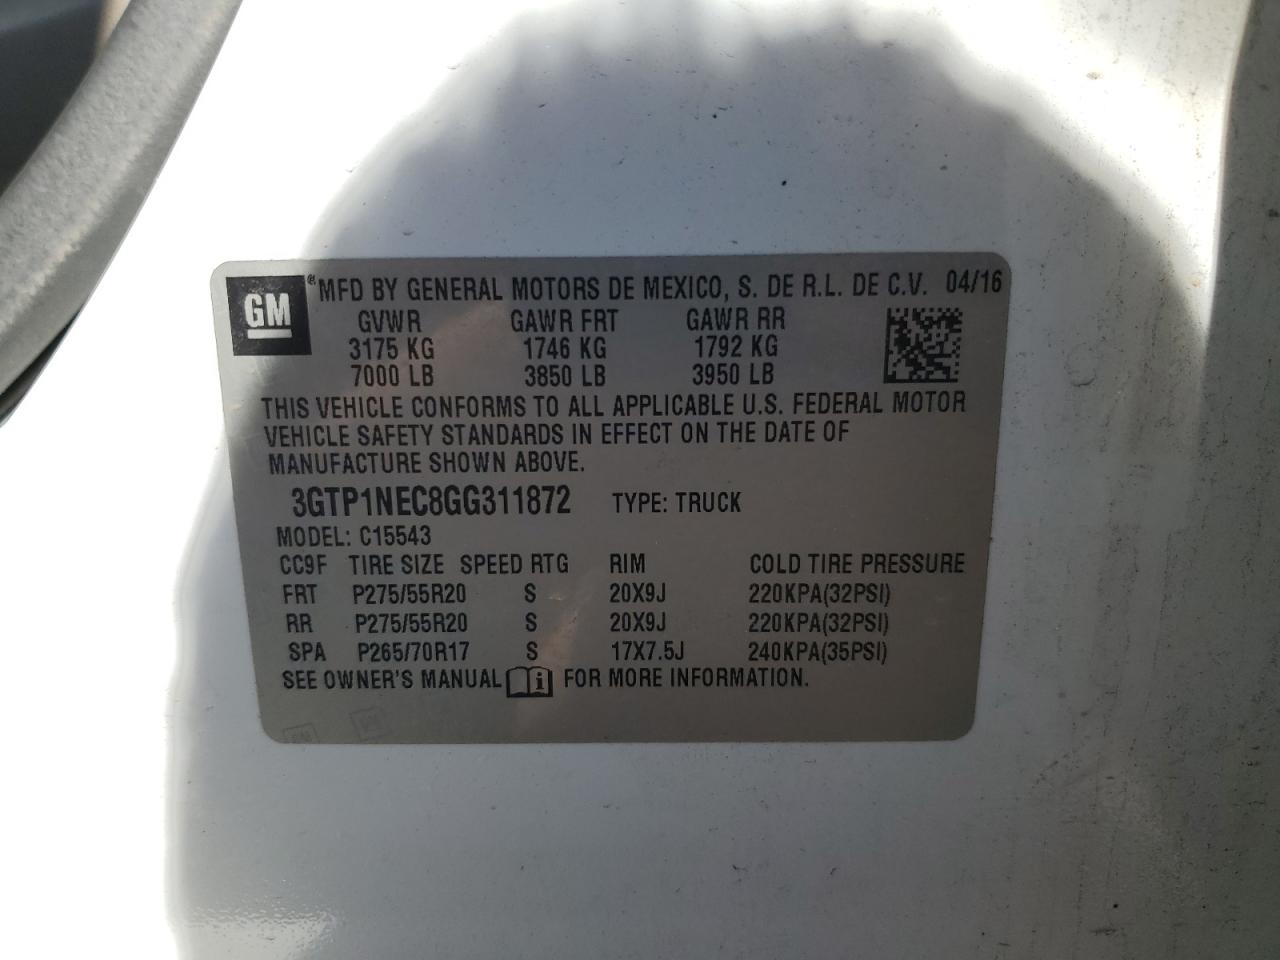 GM ® MFD BY GENERAL MOTORS DE MEXICO, S. DE R.L. DE C.V. 04/16
GVWR GAWR FRT GAWR RR
3175 KG 1746 KG 1792 KG
7000 LB 3850 LB 3950 LB
THIS VEHICLE CONFORMS TO ALL APPLICABLE U.S. FEDERAL MOTOR
VEHICLE SAFETY STANDARDS IN EFFECT ON THE DATE OF
MANUFACTURE SHOWN ABOVE.
3GTP1NEC8GG311872 TYPE: TRUCK
MODEL: C15543
CC9F TIRE SIZE SPEED RTG RIM COLD TIRE PRESSURE
FRT P275/55R20 S 20X9J 220KPA(32PSI)
RR P275/55R20 S 20X9J 220KPA(32PSI)
SPA P265/70R17 S 17X7.5J 240KPA(35PSI)
SEE OWNER'S MANUAL i FOR MORE INFORMATION.
GM GM